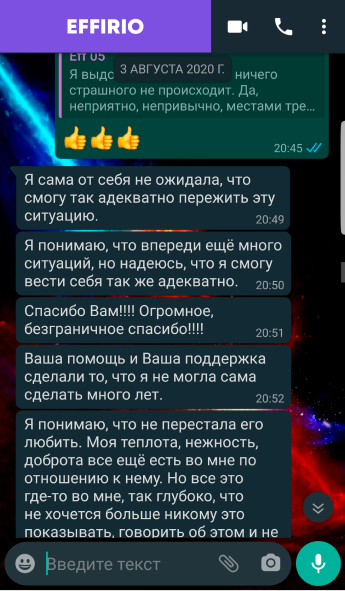 EFFIRIO
Eff 05
3 АВГУСТА 2020 Г.
Я выдо ничего
страшного не происходит. Да,
неприятно, непривычно, местами тре...
20:45
Я сама от себя не ожидала, что
смогу так адекватно пережить эту
ситуацию.
20:49
Я понимаю, что впереди ещё много
ситуаций, но надеюсь, что я смогу
вести себя так же адекватно.
20:50
Спасибо Вам!!!! Огромное,
безграничное спасибо!!!!
20:51
Ваша помощь и Ваша поддержка
сделали то, что я не могла сама
сделать много лет.
20:52
Я понимаю, что не перестала его
любить. Моя теплота, нежность,
доброта все ещё есть во мне по
отношению к нему. Но все это
где-то во мне, так глубоко, что
не хочется больше никому это
показывать, говорить об этом и не
Введите текст